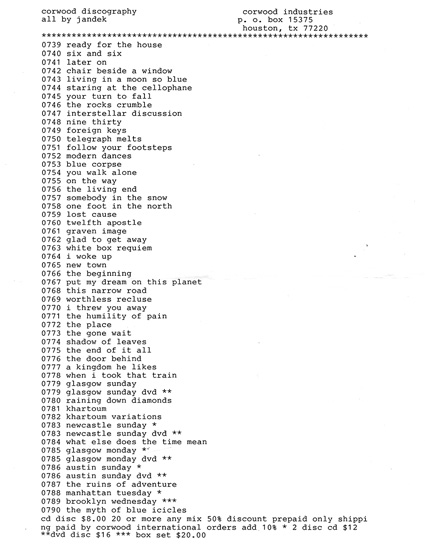 corwood discography corwood industries
all by jandek p. o. box 15375
houston, tx 77220
******************************************************************
0739 ready for the house
0740 six and six
0741 later on
0742 chair beside a window
0743 living in a moon so blue
0744 staring at the cellophane
0745 your turn to fall
0746 the rocks crumble
0747 interstellar discussion
0748 nine thirty
0749 foreign keys
0750 telegraph melts
0751 follow your footsteps
0752 modern dances
0753 blue corpse
0754 you walk alone
0755 on the way
0756 the living end
0757 somebody in the snow
0758 one foot in the north
0759 lost cause
0760 twelfth apostle
0761 graven image
0762 glad to get away
0763 white box requiem
0764 i woke up
0765 new town
0766 the beginning
0767 put my dream on this planet
0768 this narrow road
0769 worthless recluse
0770 i threw you away
0771 the humility of pain
0772 the place
0773 the gone wait
0774 shadow of leaves
0775 the end of it all
0776 the door behind
0777 a kingdom he likes
0778 when i took that train
0779 glasgow sunday
0779 glasgow sunday dvd **
0780 raining down diamonds
0781 khartoum
0782 khartoum variations
0783 newcastle sunday *
0783 newcastle sunday dvd **
0784 what else does the time mean
0785 glasgow monday *
0785 glasgow monday dvd **
0786 austin sunday *
0786 austin sunday dvd **
0787 the ruins of adventure
0788 manhattan tuesday *
0789 brooklyn wednesday ***
0790 the myth of blue icicles
cd disc $8.00 20 or more any mix 50% discount prepaid only shippi
ng paid by corwood international orders add 10% * 2 disc cd $12
**dvd disc $16 *** box set $20.00